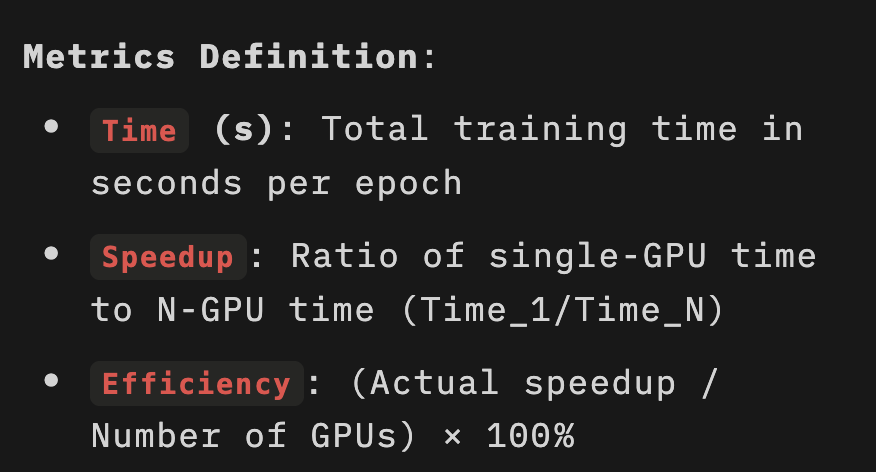 Metrics Definition:
• Time (s): Total training time in
seconds per epoch
• Speedup: Ratio of single-GPU time
to N-GPU time (Time_1/Time_N)
• Efficiency: (Actual speedup /
Number of GPUs) × 100%